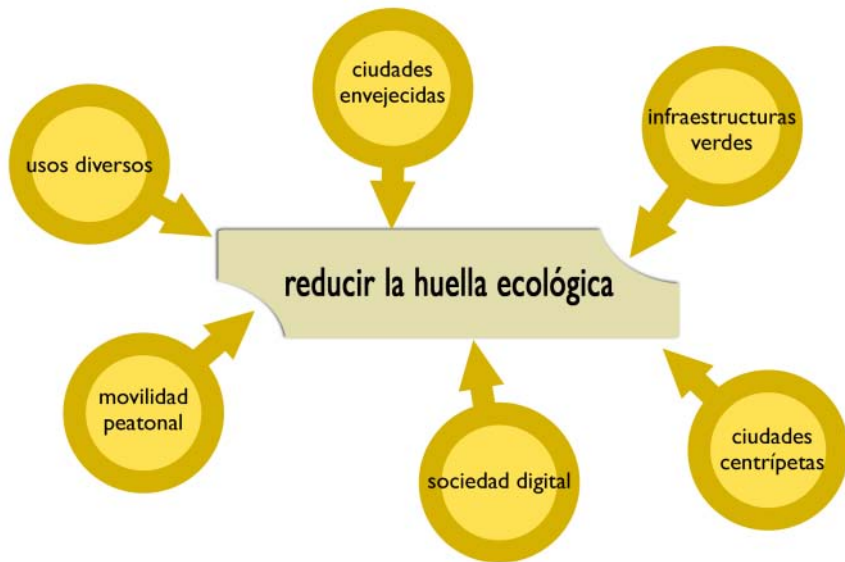 ciudades
envejecidas
infraestructuras
verdes
usos diversos
reducir la huella ecológica
movilidad
peatonal
sociedad digital
ciudades
centrípetas